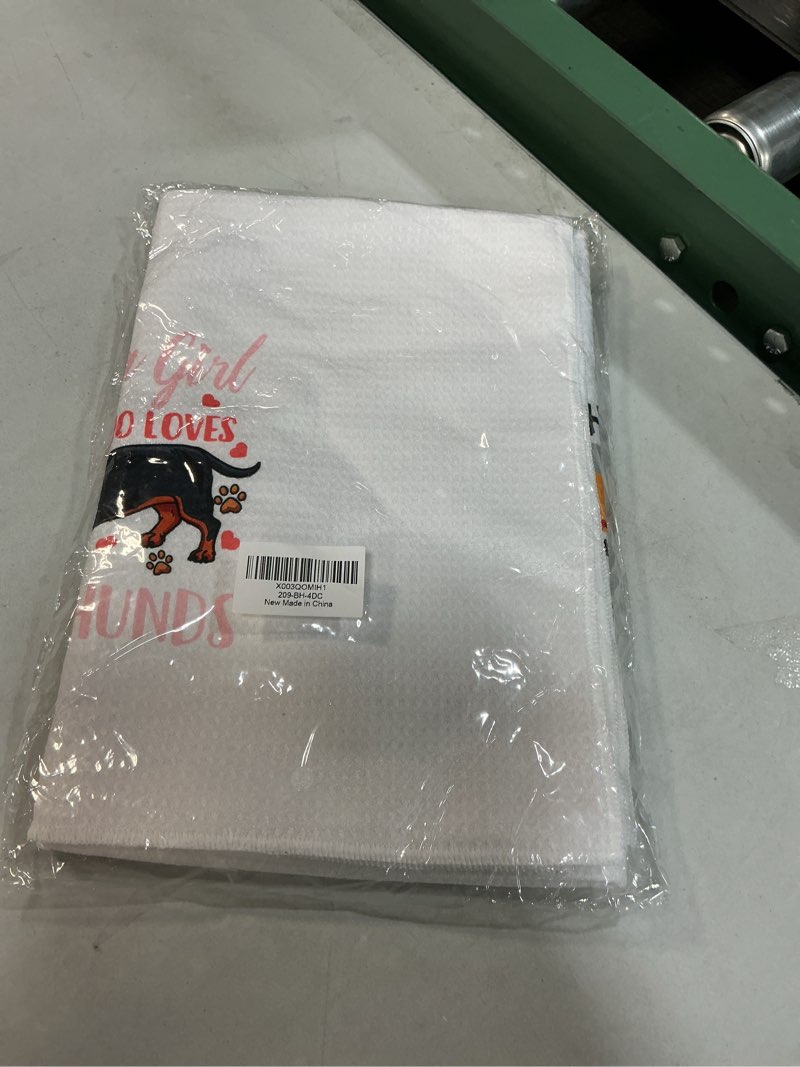 Girl
O LOVES
HUNDS
H
X003QOMIH1
209-BH-4DC
New Made in China